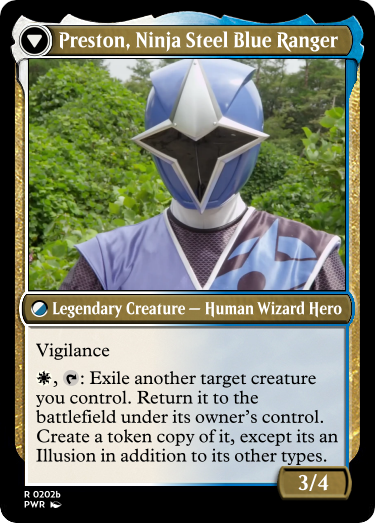 Preston, Ninja Steel Blue Ranger
Legendary Creature — Human Wizard Hero
Vigilance
, : Exile another target creature
you control. Return it to the
battlefield under its owner's control.
Create a token copy of it, except its an
Illusion in addition to its other types.
3/4
R 0202b
PWR